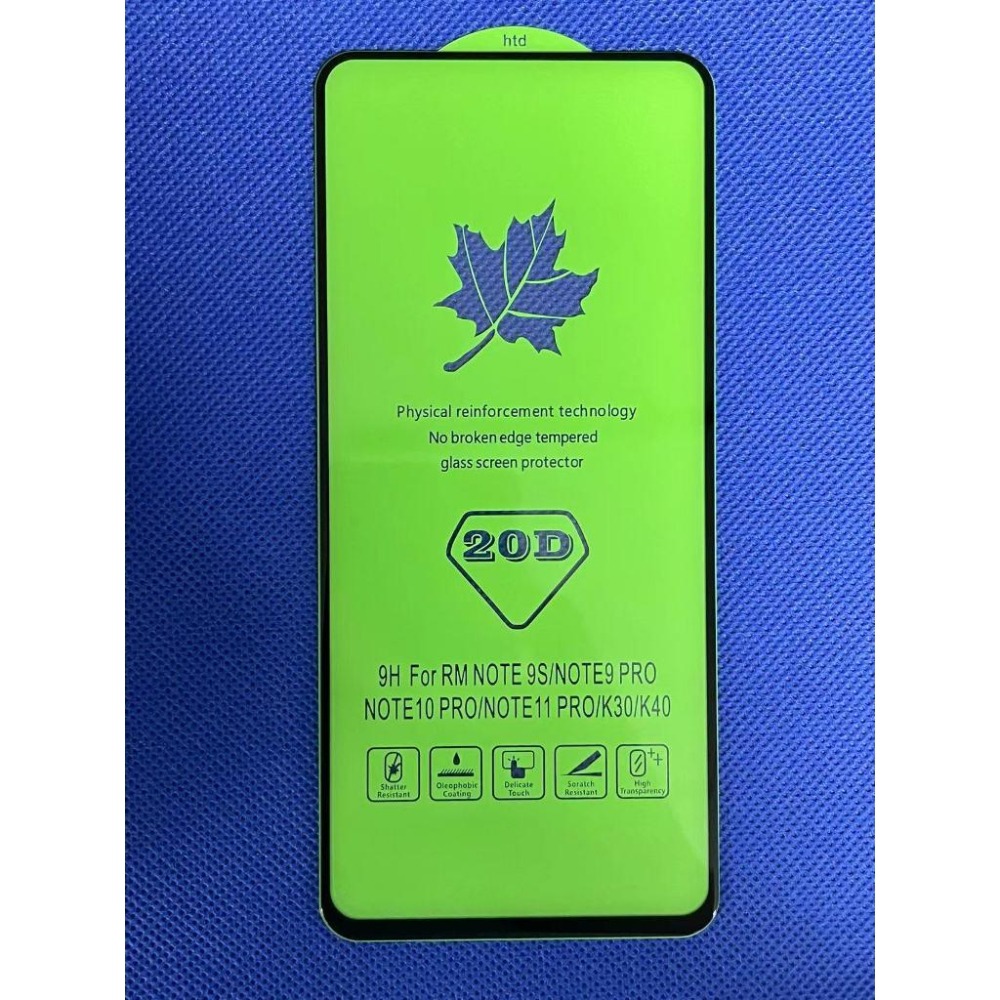 htd
Physical reinforcement technology
No broken edge tempered
glass screen protector
20D
9H For RM NOTE 9S/NOTE9 PRO
NOTE10 PRO/NOTE11 PRO/K30/K40
Shatter
Resistant
Oleophobic
Coating
Delicate
Touch
Scratch
Resistant
High
Transparency